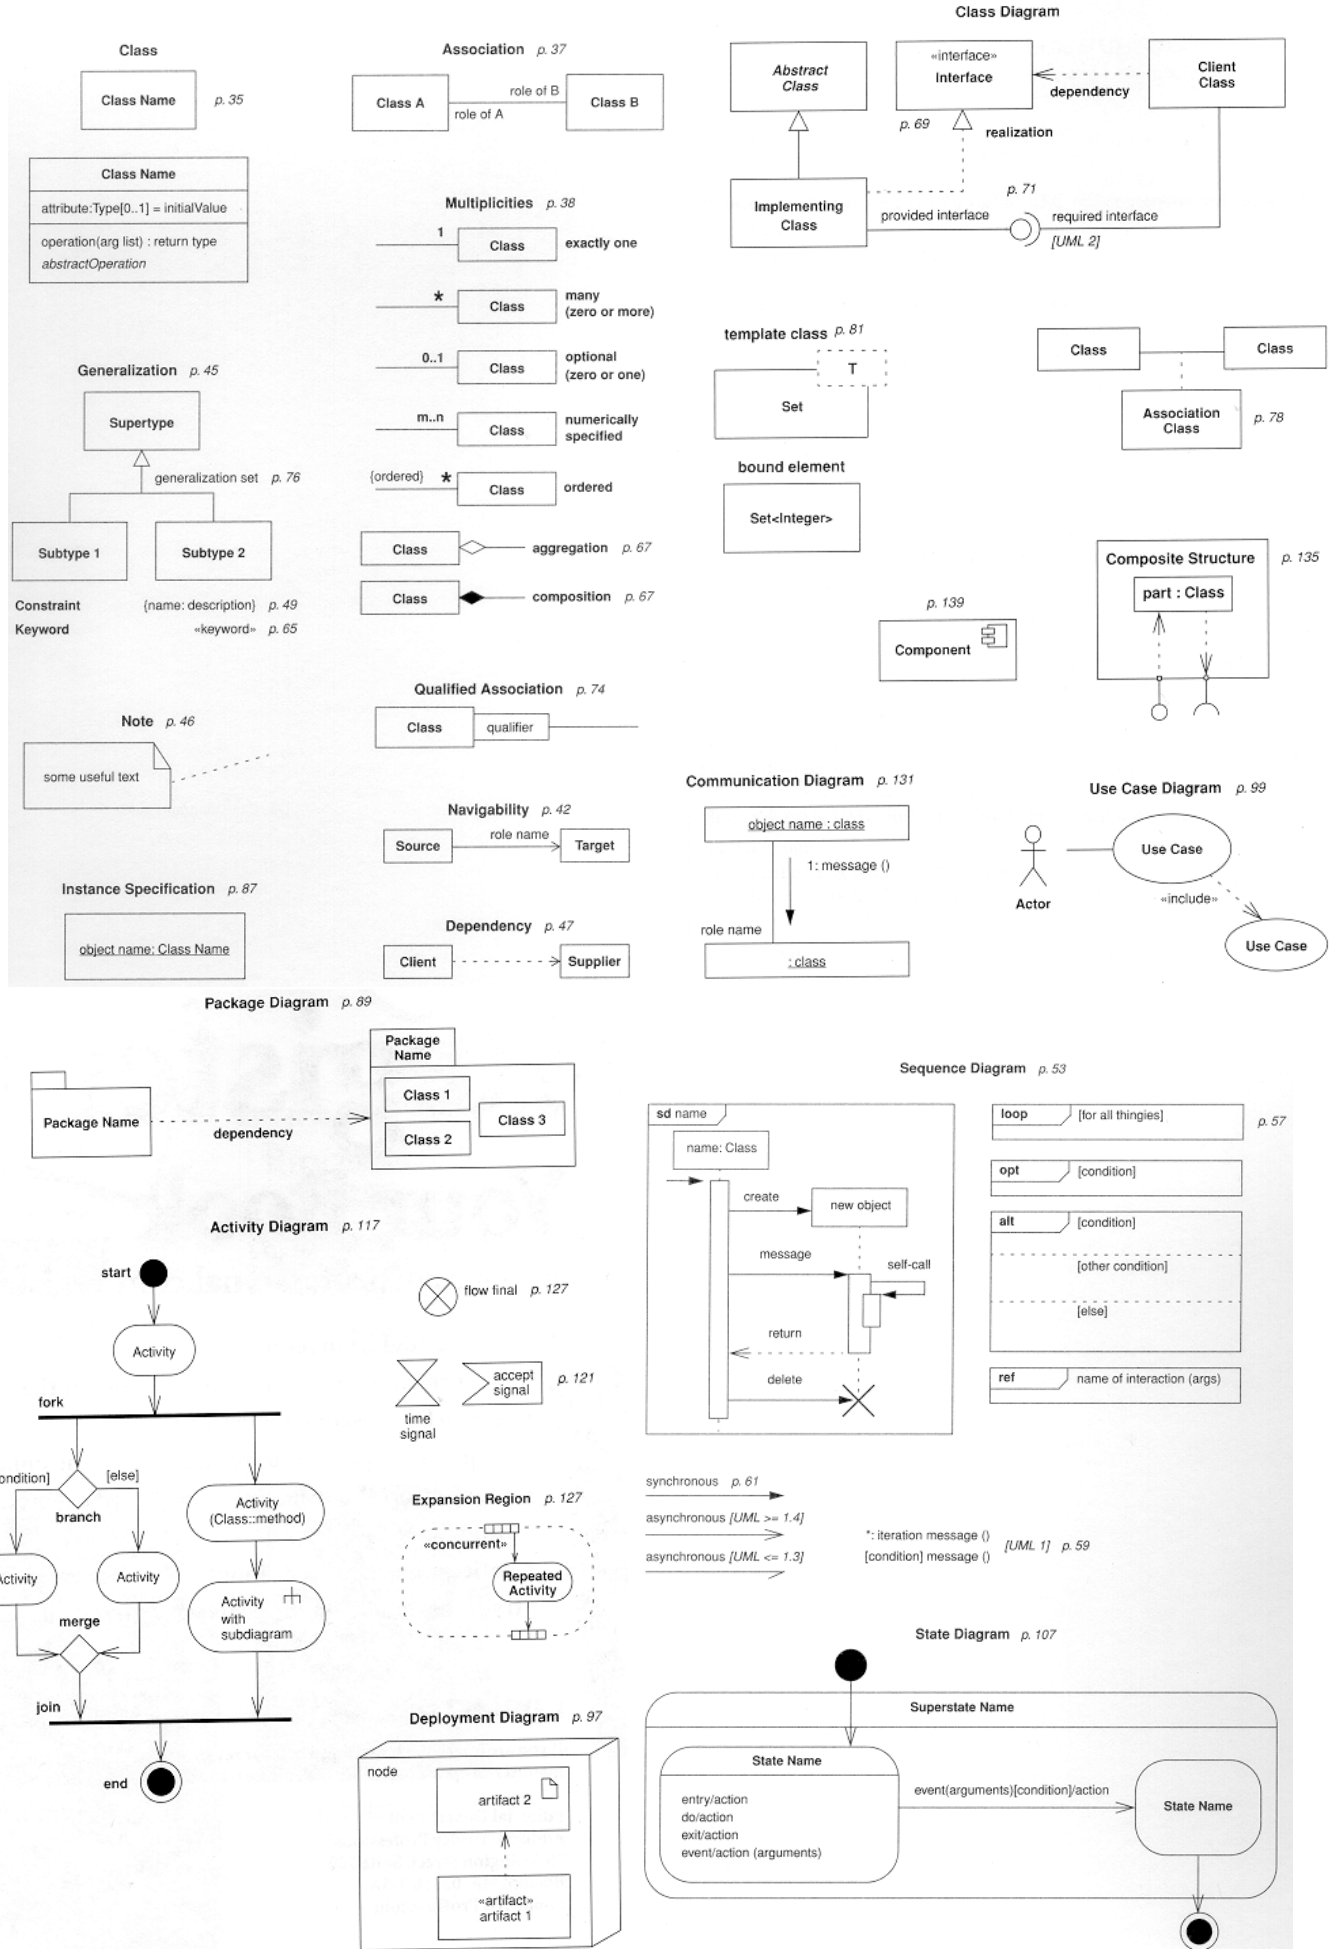 Class
Class Name p. 35
Class Name
attribute:Type[0..1] = initialValue
operation(arg list) : return type
abstractOperation
Generalization p. 45
Supertype
generalization set p. 76
Subtype 1
Subtype 2
Constraint {name: description} p. 49
Keyword «keyword» p. 65
Note p. 46
some useful text
Instance Specification p. 87
object name: Class Name
Association p. 37
Class A
role of B
role of A
Class B
Multiplicities p. 38
1 Class exactly one
* Class many
(zero or more)
0..1 Class optional
(zero or one)
m..n Class numerically
specified
{ordered} * Class ordered
Class aggregation p. 67
Class composition p. 67
Qualified Association p. 74
Class qualifier
Navigability p. 42
Source role name Target
Dependency p. 47
Client Supplier
Class Diagram
Abstract
Class
«interface»
Interface
Client
Class
dependency
p. 69
realization
p. 71
Implementing
Class
provided interface
required interface
[UML 2]
template class p. 81
T
Set
bound element
Set<Integer>
Class
Class
Association
Class
p. 78
Composite Structure p. 135
part : Class
p. 139
Component
Communication Diagram p. 131
object name : class
1: message ()
role name
: class
Use Case Diagram p. 99
Actor
Use Case
«include»
Use Case
Package Diagram p. 89
Package Name
dependency
Package
Name
Class 1
Class 2
Class 3
Activity Diagram p. 117
start
Activity
fork
ondition]
[else]
branch
Activity
(Class::method)
ctivity
Activity
Activity
with
subdiagram
merge
join
end
flow final p. 127
time
signal
accept
signal
p. 121
Expansion Region p. 127
«concurrent»
Repeated
Activity
Deployment Diagram p. 97
node
artifact 2
«artifact»
artifact 1
Sequence Diagram p. 53
sd name
name: Class
create
new object
message
self-call
return
delete
loop [for all thingies] p. 57
opt [condition]
alt [condition]
[other condition]
[else]
ref name of interaction (args)
synchronous p. 61
asynchronous [UML >= 1.4]
asynchronous [UML <= 1.3]
*: iteration message ()
[condition] message ()
[UML 1] p. 59
State Diagram p. 107
Superstate Name
State Name
entry/action
do/action
exit/action
event/action (arguments)
event(arguments)[condition]/action
State Name